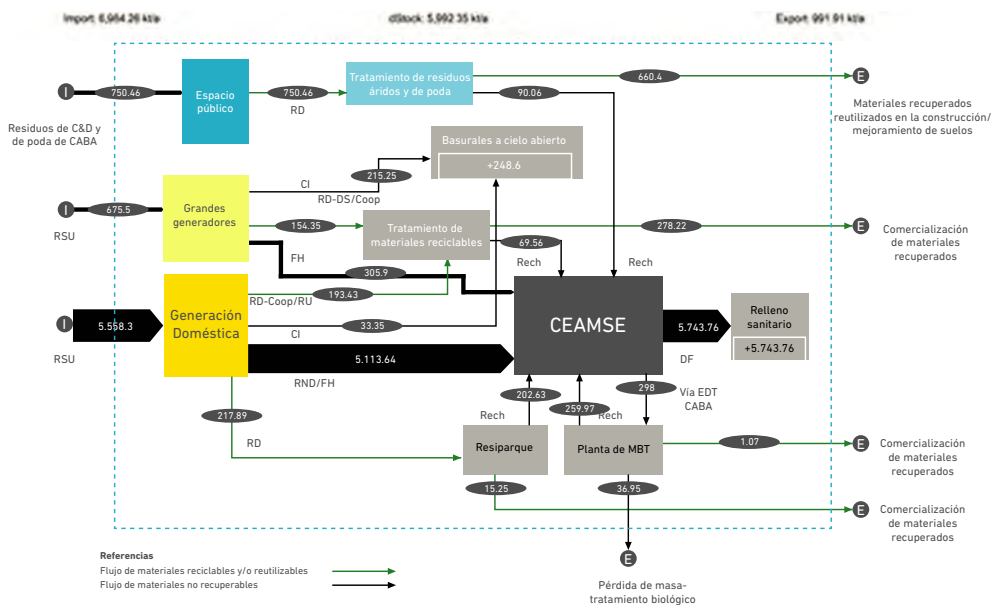 Import: 6,984.26 kt/a
dStock: 5,992.35 kt/a
Export: 991.91 kt/a
I
750.46
Espacio
público
750.46
RD
Tratamiento de residuos
áridos y de poda
660.4
90.06
E
Residuos de C&D y
de poda de CABA
Materiales recuperados
reutilizados en la construcción/
mejoramiento de suelos
Basurales a cielo abierto
+248.6
215.25
CI
RD-DS/Coop
I
675.5
RSU
Grandes
generadores
154.35
Tratamiento de
materiales reciclables
278.22
E
Comercialización
de materiales
recuperados
69.56
FH
305.9
Rech
Rech
RD-Coop/RU
193.43
I
5.558.3
RSU
Generación
Doméstica
33.35
CI
5.113.64
RND/FH
CEAMSE
5.743.76
DF
Relleno
sanitario
+5.743.76
217.89
RD
202.63
Rech
259.97
Rech
298
Vía EDT
CABA
Resiparque
Planta de MBT
1.07
E
Comercialización
de materiales
recuperados
15.25
36.95
E
Comercialización
de materiales
recuperados
E
Pérdida de masa-
tratamiento biológico
Referencias
Flujo de materiales reciclables y/o reutilizables
Flujo de materiales no recuperables